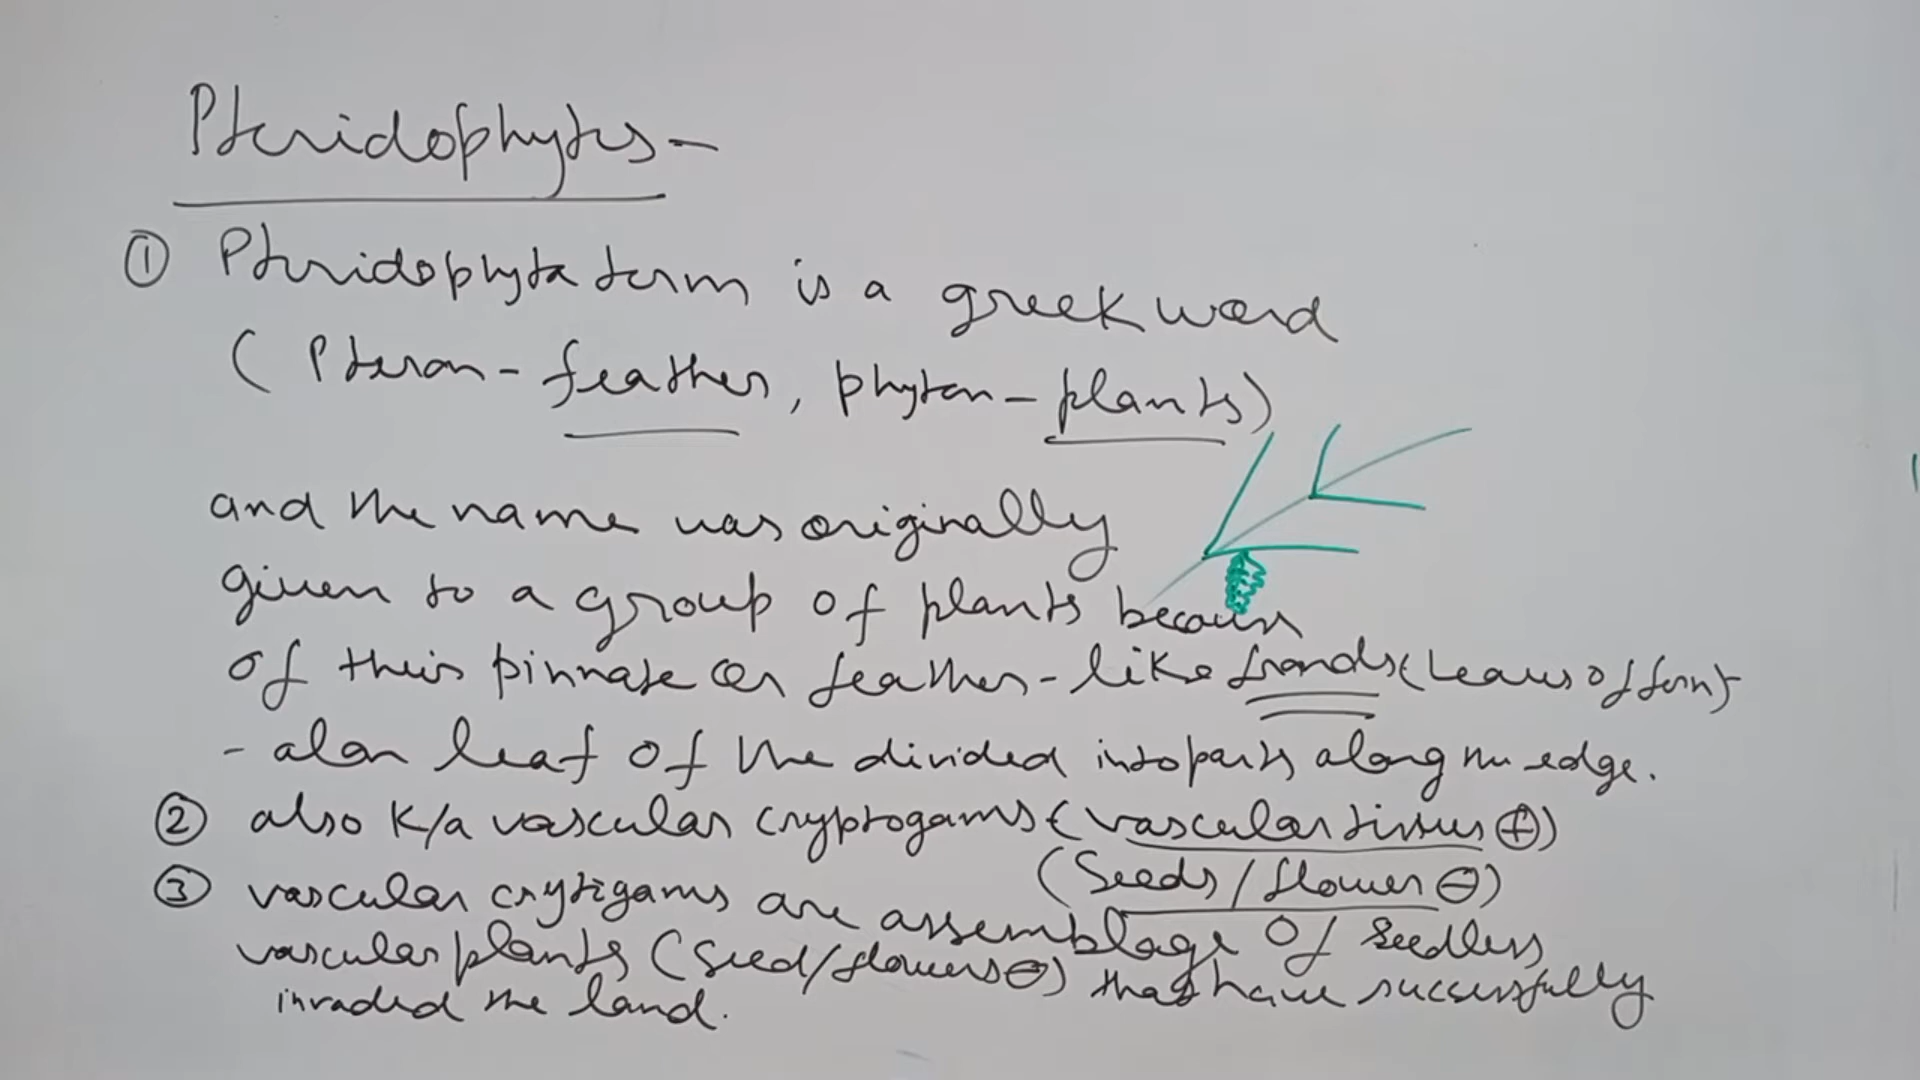 Pteridophytes-
① Pteridophyta term is a greek word
(Pteron-feather, phyton-plants)
and the name was originally
given to a group of plants because
of their pinnate or feather-like fronds (Leaves of fern)
- leaf of the divided into parts along the edge.
② also k/a vascular cryptogams (vascular tissues ⊕)
(Seeds/flower ⊖)
③ vascular crytigams are assemblage of seedless
vascular plants (seed/flowers ⊖) that have successfully
invaded the land.